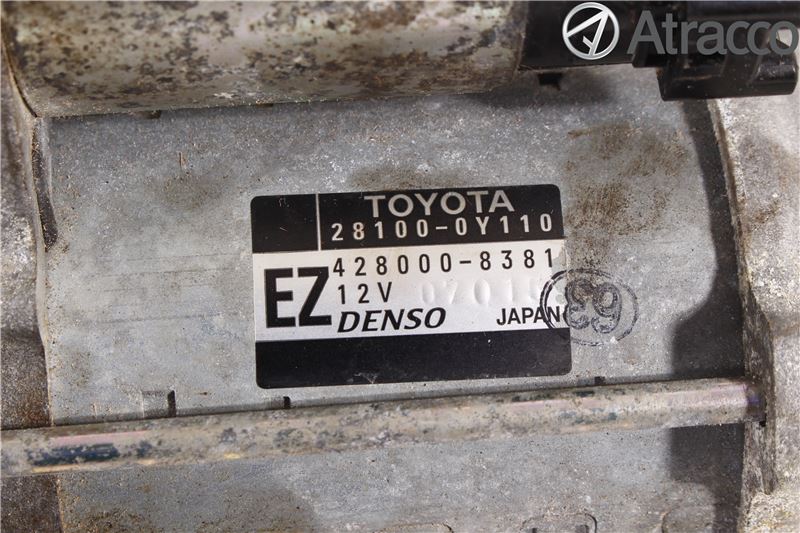 Atracco
TOYOTA
28100-0Y110
EZ
428000-8381
12V
DENSO
JAPAN